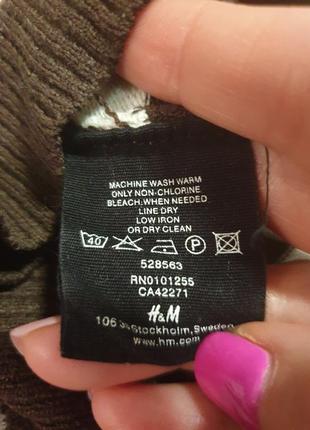 MACHINE WASH WARM
ONLY NON-CHLORINE
BLEACH:WHEN NEEDED
LINE DRY
LOW IRON
OR DRY CLEAN
40 P
528563
RN0101255
CA42271
H&M
106 Stockholm, Sweden
www.hm.com